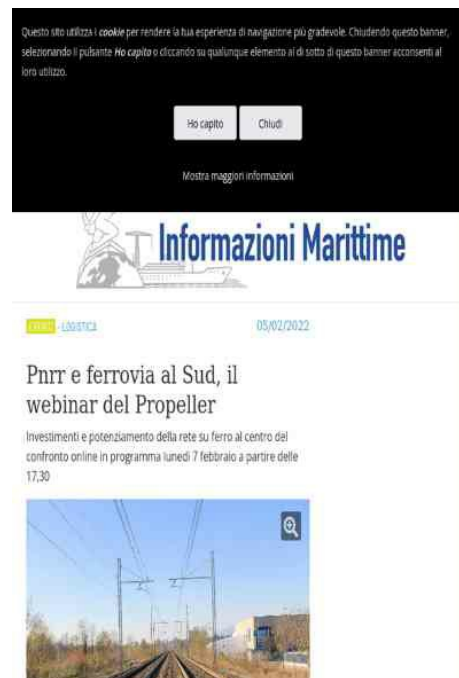 Questo sito utilizza i cookie per rendere la tua esperienza di navigazione più gradevole. Chiudendo questo banner,
selezionando il pulsante Ho capito o cliccando su qualunque elemento al di sotto di questo banner acconsenti al
loro utilizzo.
Ho capito Chiudi
Mostra maggiori informazioni
Informazioni Marittime
- LOGISTICA 05/02/2022
Pnrr e ferrovia al Sud, il
webinar del Propeller
Investimenti e potenziamento della rete su ferro al centro del
confronto online in programma lunedì 7 febbraio a partire delle
17,30